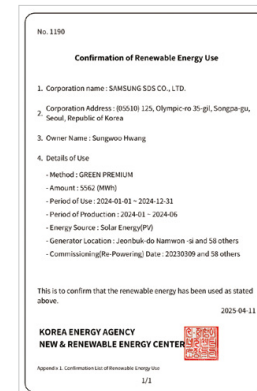 No. 1190
Confirmation of Renewable Energy Use
1. Corporation name : SAMSUNG SDS CO., LTD.
2. Corporation Address : (05510) 125, Olympic-ro 35-gil, Songpa-gu,
Seoul, Republic of Korea
3. Owner Name : Sungwoo Hwang
4. Details of Use
- Method : GREEN PREMIUM
- Amount : 5562 (MWh)
- Period of Use : 2024-01-01 ~ 2024-12-31
- Period of Production : 2024-01 ~ 2024-06
- Energy Source : Solar Energy(PV)
- Generator Location : Jeonbuk-do Namwon -si and 58 others
- Commissioning(Re-Powering) Date : 20230309 and 58 others
This is to confirm that the renewable energy has been used as stated
above.
2025-04-11
KOREA ENERGY AGENCY
NEW & RENEWABLE ENERGY CENTER
Appendix 1. Confirmation List of Renewable Energy Use
1/1